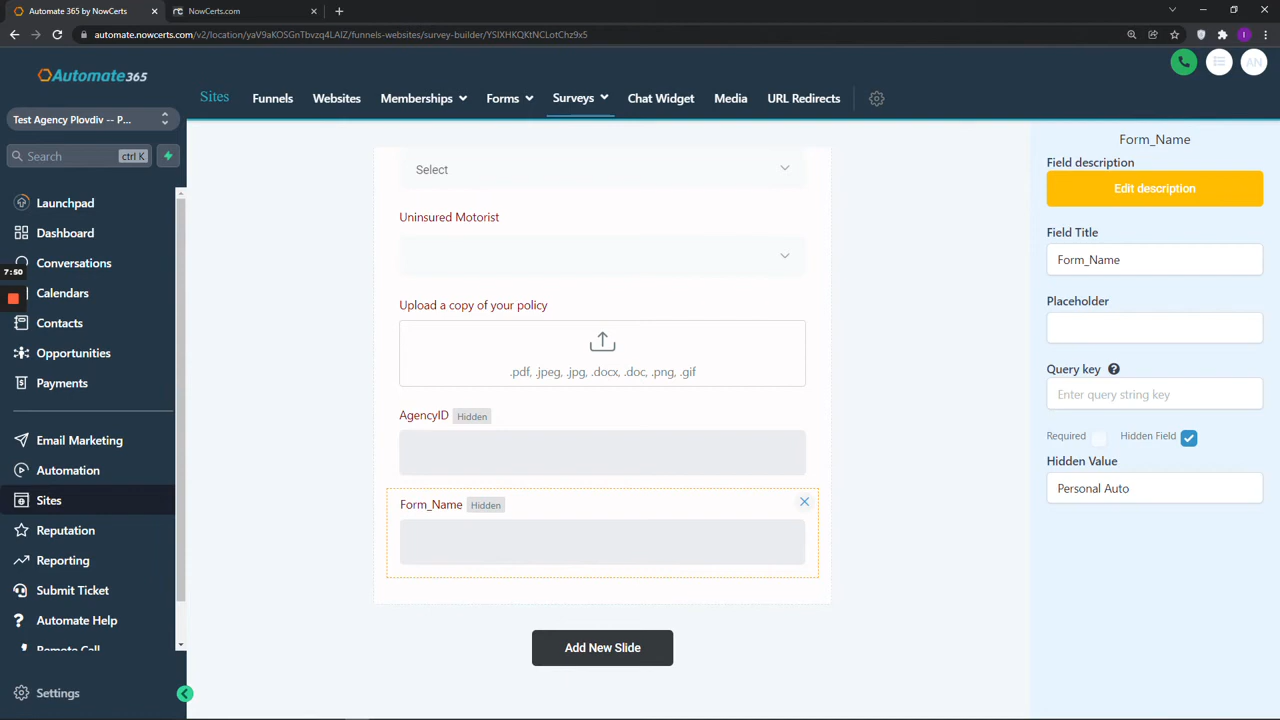 Automate 365 by NowCerts
NowCerts.com
automate.nowcerts.com/v2/location/yaV9aKOSGnTbvzq4LAlZ/funnels-websites/survey-builder/YSIXHKQKtNCLotChz9x5
I
Automate365
Sites
Funnels
Websites
Memberships
Forms
Surveys
Chat Widget
Media
URL Redirects
AN
Test Agency Plovdiv -- P...
Search
ctrl K
Launchpad
Dashboard
Conversations
7:50
Calendars
Contacts
Opportunities
Payments
Email Marketing
Automation
Sites
Reputation
Reporting
Submit Ticket
Automate Help
Remote Call
Settings
Select
Uninsured Motorist
Upload a copy of your policy
.pdf, .jpeg, .jpg, .docx, .doc, .png, .gif
AgencyID Hidden
Form_Name Hidden
Add New Slide
Form_Name
Field description
Edit description
Field Title
Form_Name
Placeholder
Query key
Enter query string key
Required
Hidden Field
Hidden Value
Personal Auto